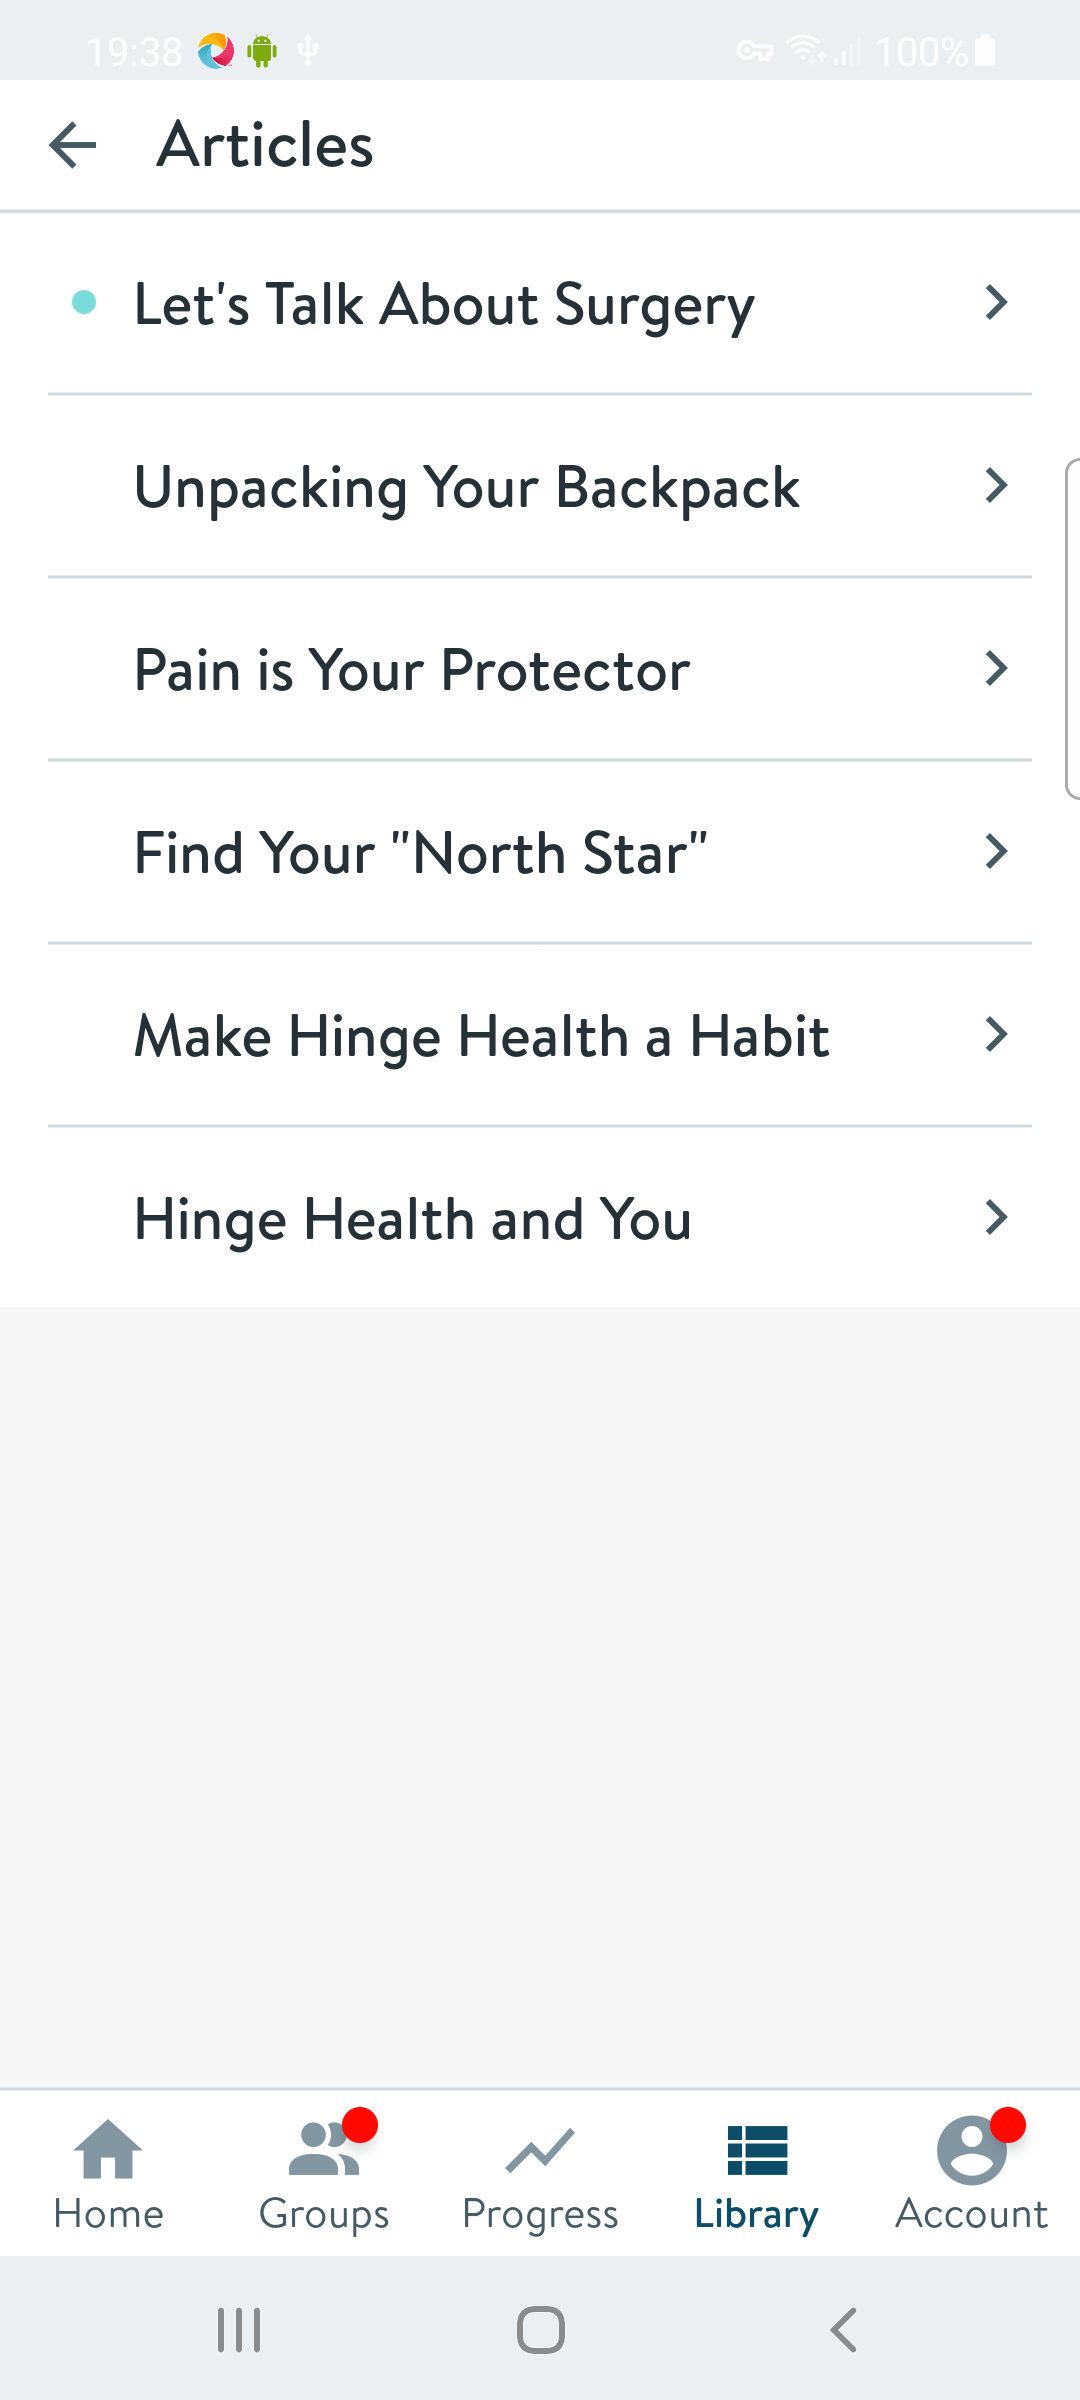 19:38 100%
Articles
Let's Talk About Surgery
Unpacking Your Backpack
Pain is Your Protector
Find Your "North Star"
Make Hinge Health a Habit
Hinge Health and You
Home Groups Progress Library Account